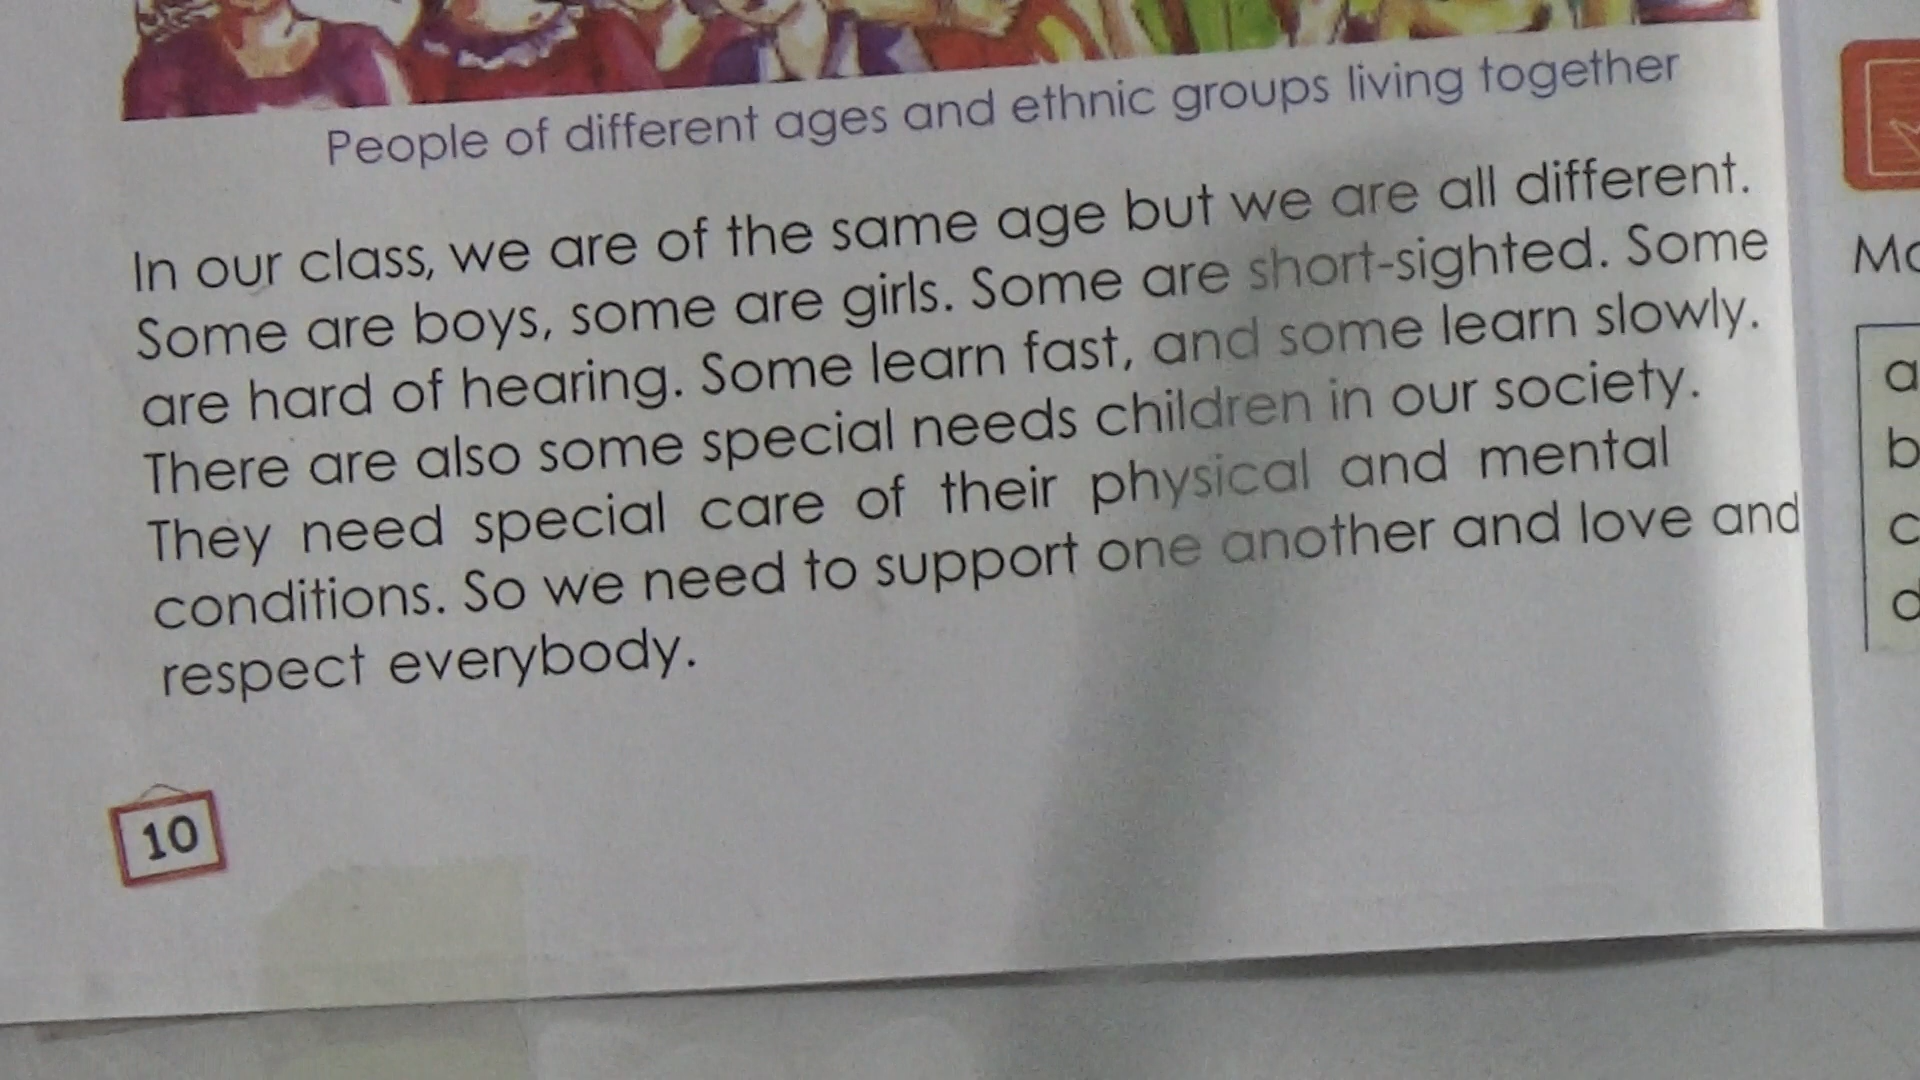 People of different ages and ethnic groups living together
In our class, we are of the same age but we are all different.
Some are boys, some are girls. Some are short-sighted. Some
are hard of hearing. Some learn fast, and some learn slowly.
There are also some special needs children in our society.
They need special care of their physical and mental
conditions. So we need to support one another and love and
respect everybody.
10
a
b
c
d